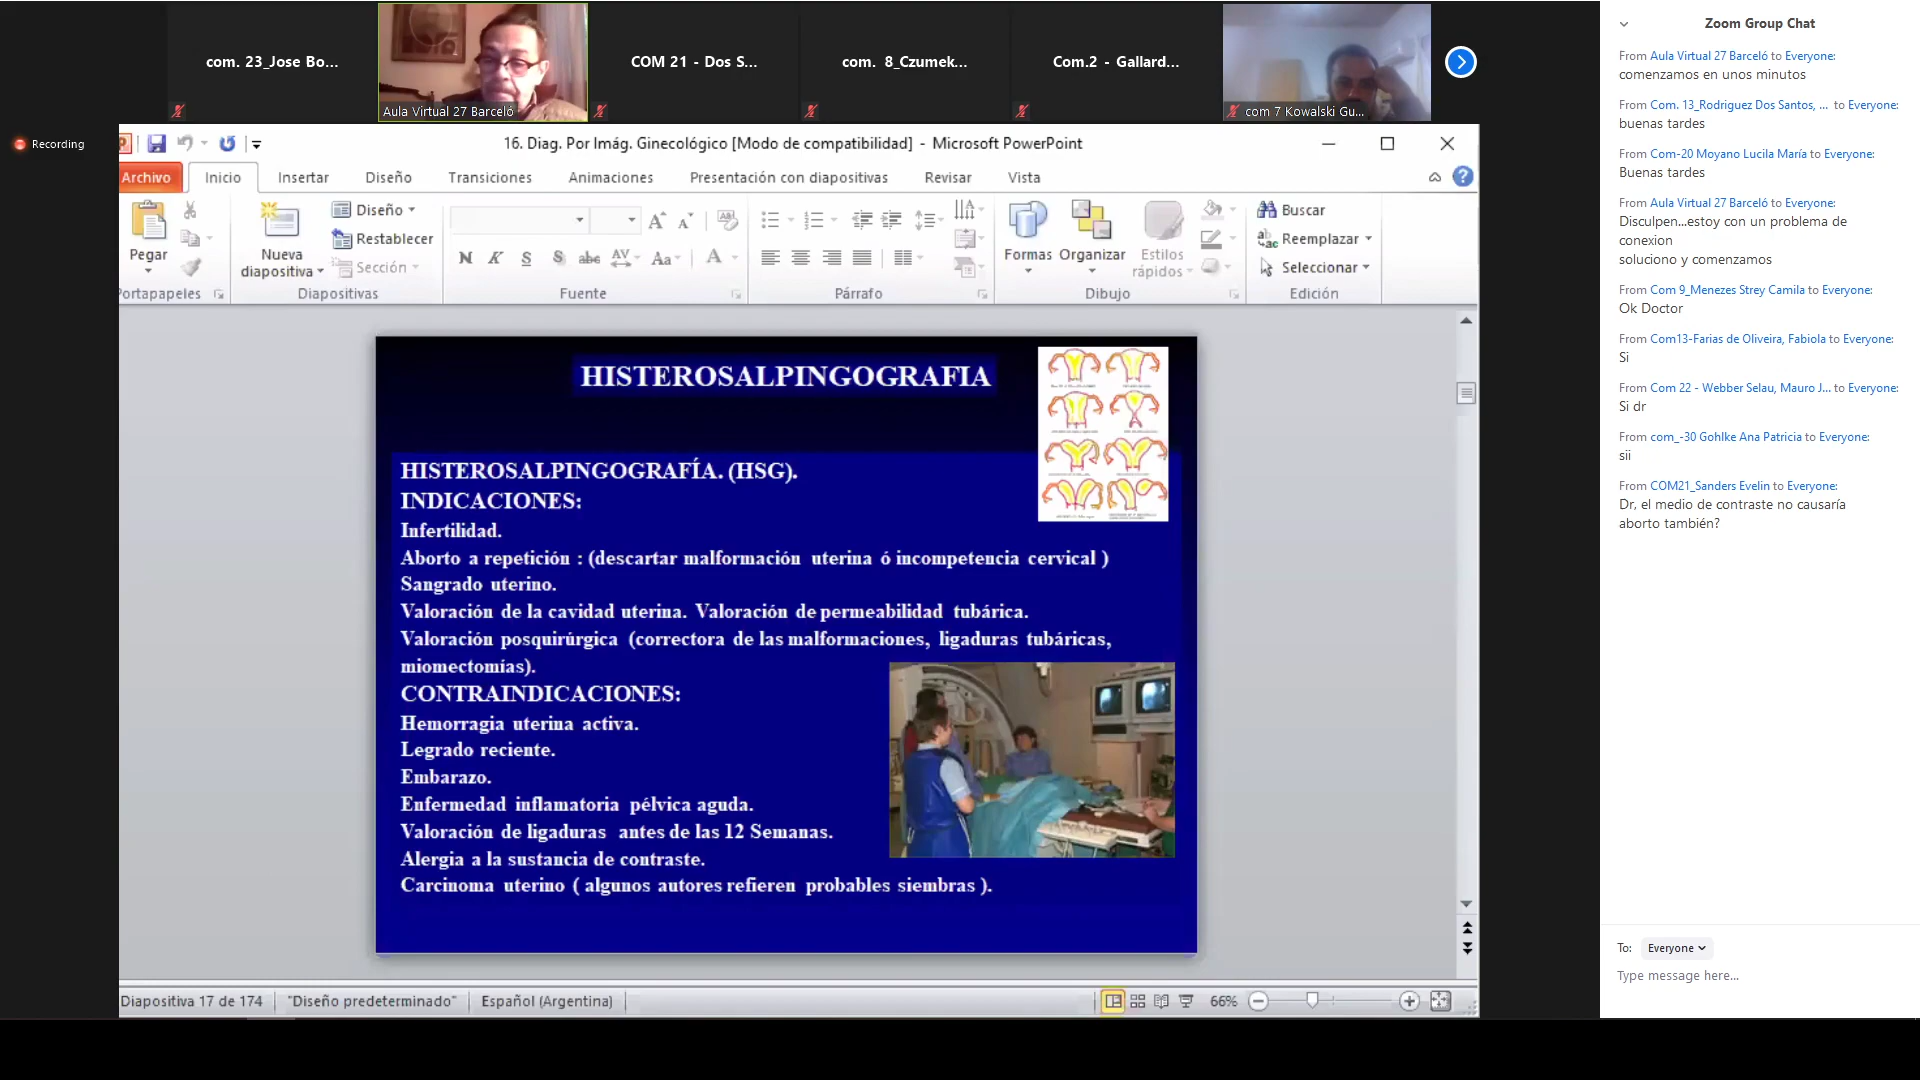 com. 23_Jose Bo...
Aula Virtual 27 Barceló
COM 21 - Dos S...
com. 8_Czumek...
Com.2 - Gallard...
com 7 Kowalski Gu...
Recording
16. Diag. Por Imág. Ginecológico [Modo de compatibilidad] - Microsoft PowerPoint
Archivo
Inicio
Insertar
Diseño
Transiciones
Animaciones
Presentación con diapositivas
Revisar
Vista
Pegar
Portapapeles
Nueva
diapositiva
Diseño
Restablecer
Sección
Diapositivas
N K S S abc AV Aa A
Fuente
Párrafo
Formas
Organizar
Estilos
rápidos
Dibujo
Buscar
Reemplazar
Seleccionar
Edición
HISTEROSALPINGOGRAFIA
HISTEROSALPINGOGRAFÍA. (HSG).
INDICACIONES:
Infertilidad.
Aborto a repetición : (descartar malformación uterina ó incompetencia cervical )
Sangrado uterino.
Valoración de la cavidad uterina. Valoración de permeabilidad tubárica.
Valoración posquirúrgica (correctora de las malformaciones, ligaduras tubáricas,
miomectomías).
CONTRAINDICACIONES:
Hemorragia uterina activa.
Legrado reciente.
Embarazo.
Enfermedad inflamatoria pélvica aguda.
Valoración de ligaduras antes de las 12 Semanas.
Alergia a la sustancia de contraste.
Carcinoma uterino ( algunos autores refieren probables siembras ).
Diapositiva 17 de 174
"Diseño predeterminado"
Español (Argentina)
66%
Zoom Group Chat
From Aula Virtual 27 Barceló to Everyone:
comenzamos en unos minutos
From Com. 13_Rodriguez Dos Santos, ... to Everyone:
buenas tardes
From Com-20 Moyano Lucila María to Everyone:
Buenas tardes
From Aula Virtual 27 Barceló to Everyone:
Disculpen...estoy con un problema de
conexion
soluciono y comenzamos
From Com 9_Menezes Strey Camila to Everyone:
Ok Doctor
From Com13-Farias de Oliveira, Fabiola to Everyone:
Si
From Com 22 - Webber Selau, Mauro J... to Everyone:
Si dr
From com_-30 Gohlke Ana Patricia to Everyone:
sii
From COM21_Sanders Evelin to Everyone:
Dr, el medio de contraste no causaría
aborto también?
To: Everyone
Type message here...